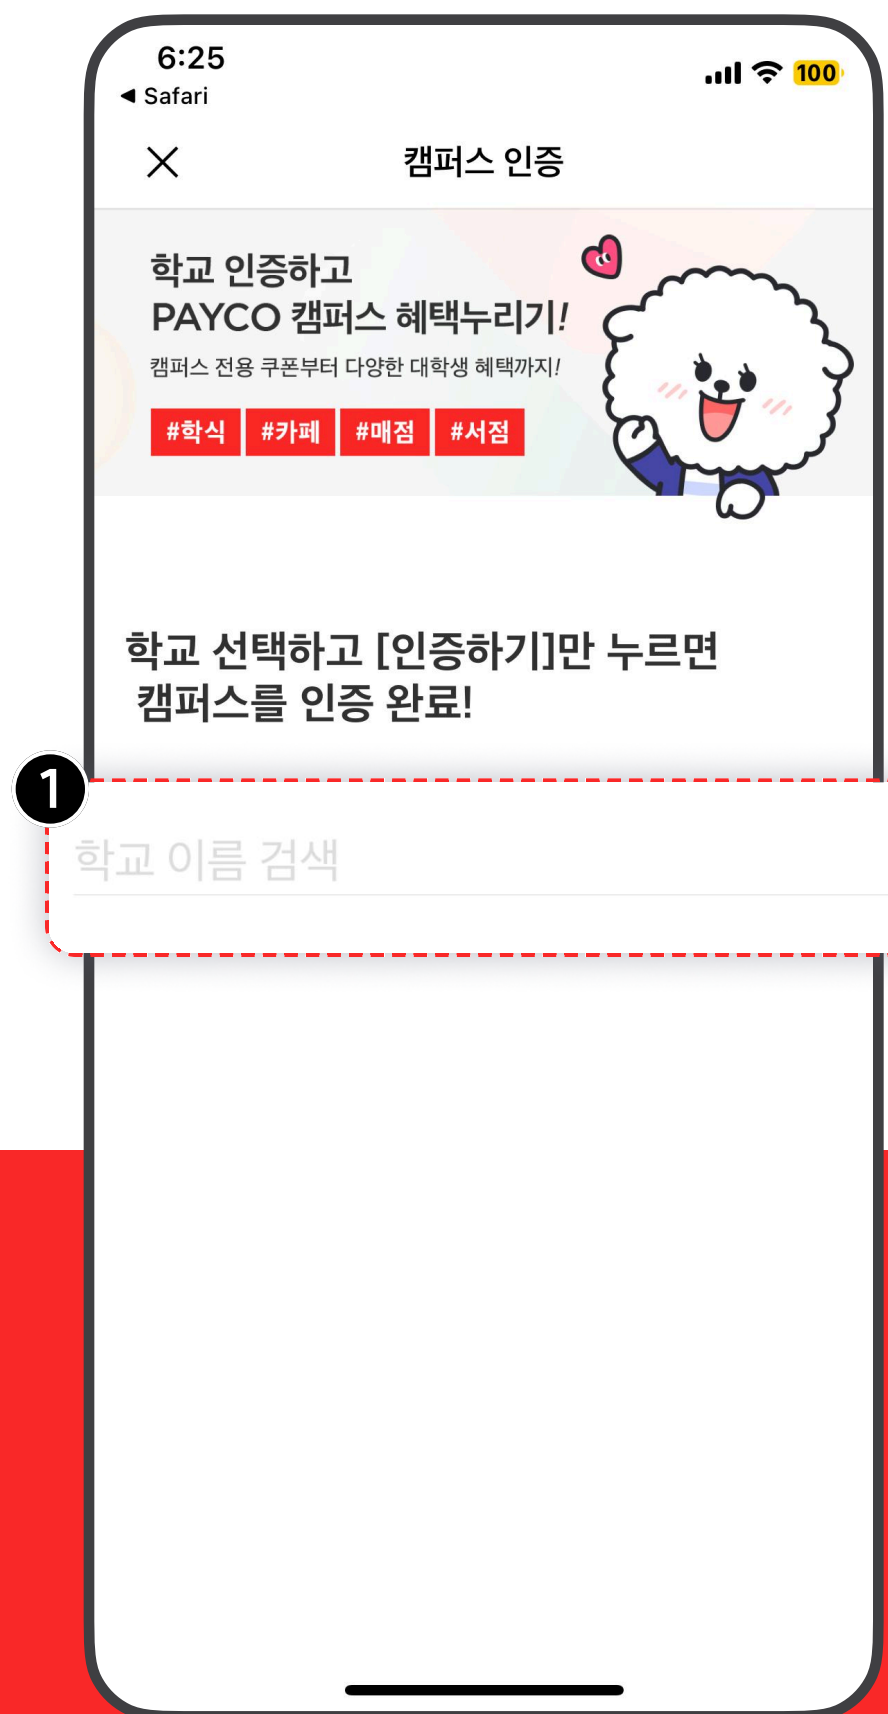 6:25
100
◀ Safari
캠퍼스 인증
학교 인증하고
PAYCO 캠퍼스 혜택누리기!
캠퍼스 전용 쿠폰부터 다양한 대학생 혜택까지!
#학식 #카페 #매점 #서점
학교 선택하고 [인증하기]만 누르면
캠퍼스를 인증 완료!
1
학교 이름 검색